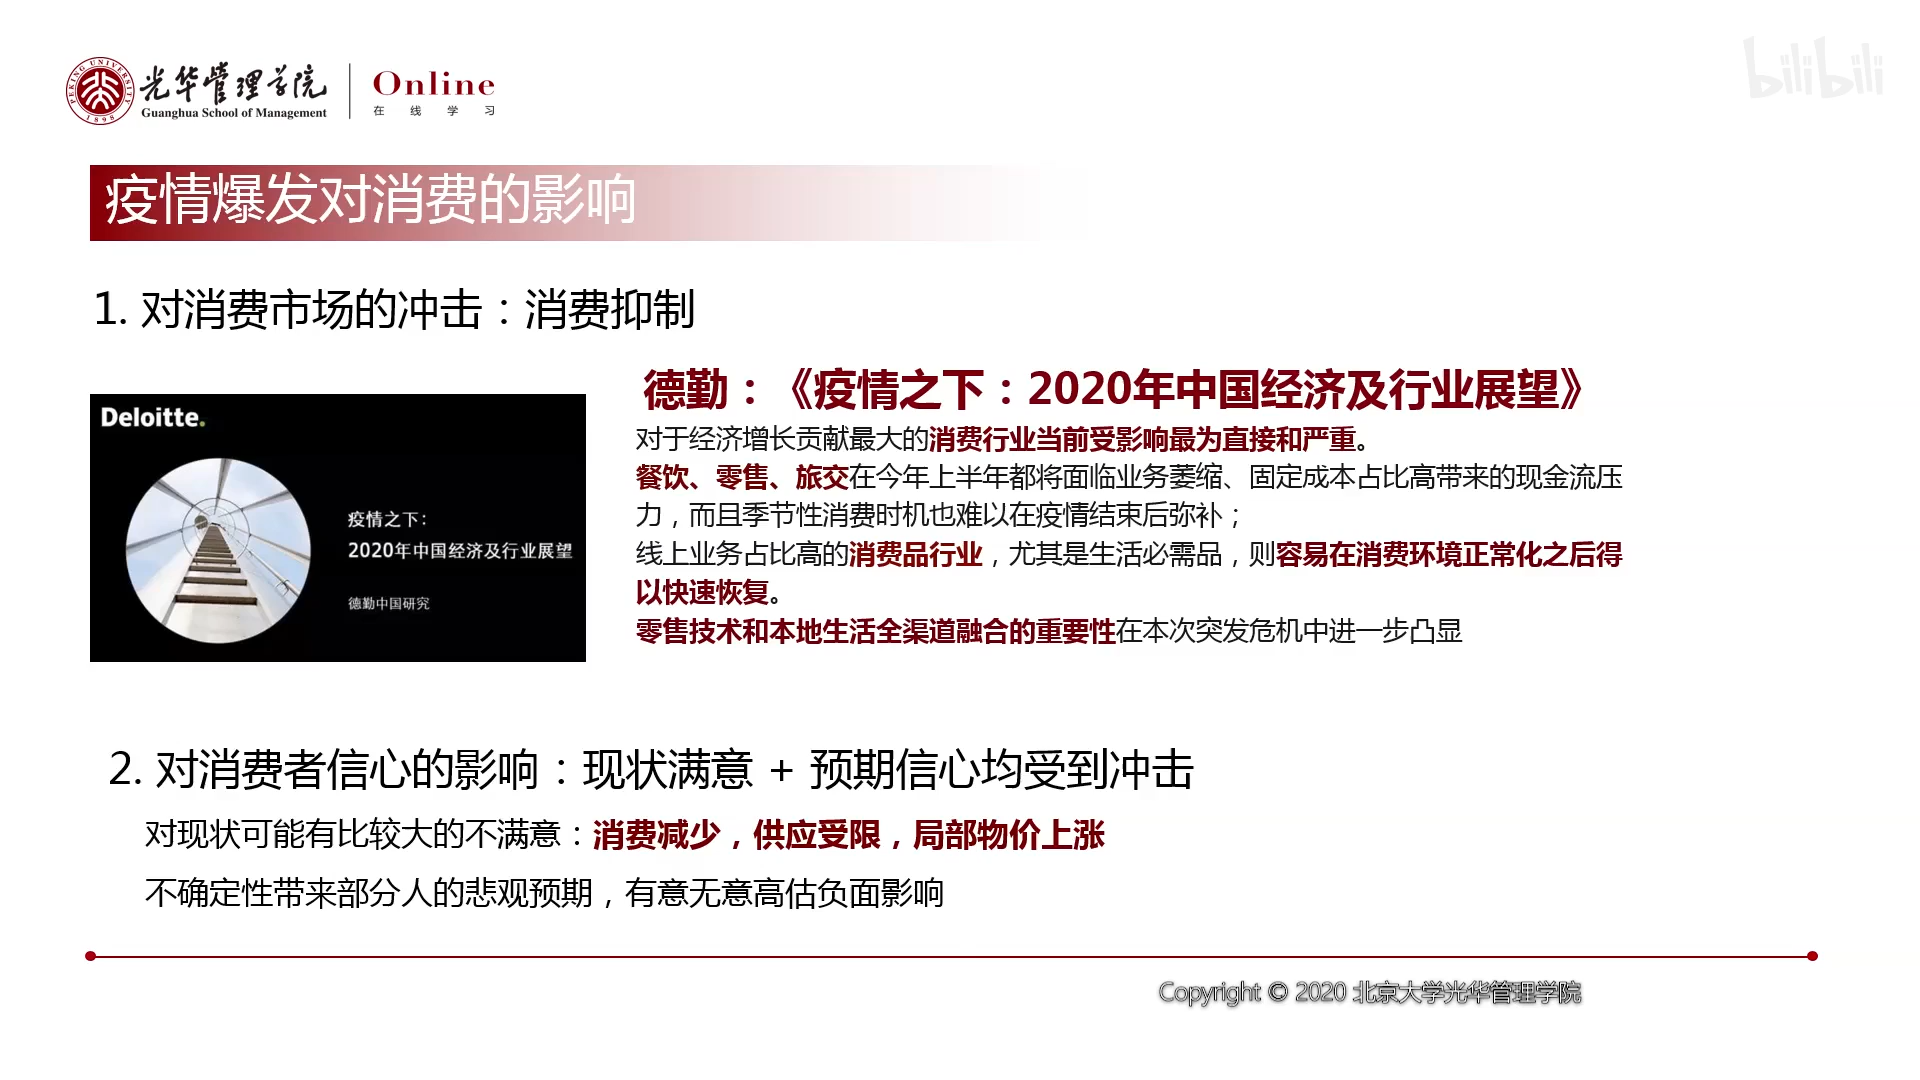 PEKING UNIVERSITY
1898
光华管理学院
Guanghua School of Management
Online
在线学习
bilibili
疫情爆发对消费的影响
1. 对消费市场的冲击：消费抑制
Deloitte.
疫情之下：
2020年中国经济及行业展望
德勤中国研究
德勤：《疫情之下：2020年中国经济及行业展望》
对于经济增长贡献最大的消费行业当前受影响最为直接和严重。
餐饮、零售、旅交在今年上半年都将面临业务萎缩、固定成本占比高带来的现金流压
力，而且季节性消费时机也难以在疫情结束后弥补；
线上业务占比高的消费品行业，尤其是生活必需品，则容易在消费环境正常化之后得
以快速恢复。
零售技术和本地生活全渠道融合的重要性在本次突发危机中进一步凸显
2. 对消费者信心的影响：现状满意 + 预期信心均受到冲击
对现状可能有比较大的不满意：消费减少，供应受限，局部物价上涨
不确定性带来部分人的悲观预期，有意无意高估负面影响
Copyright © 2020 北京大学光华管理学院